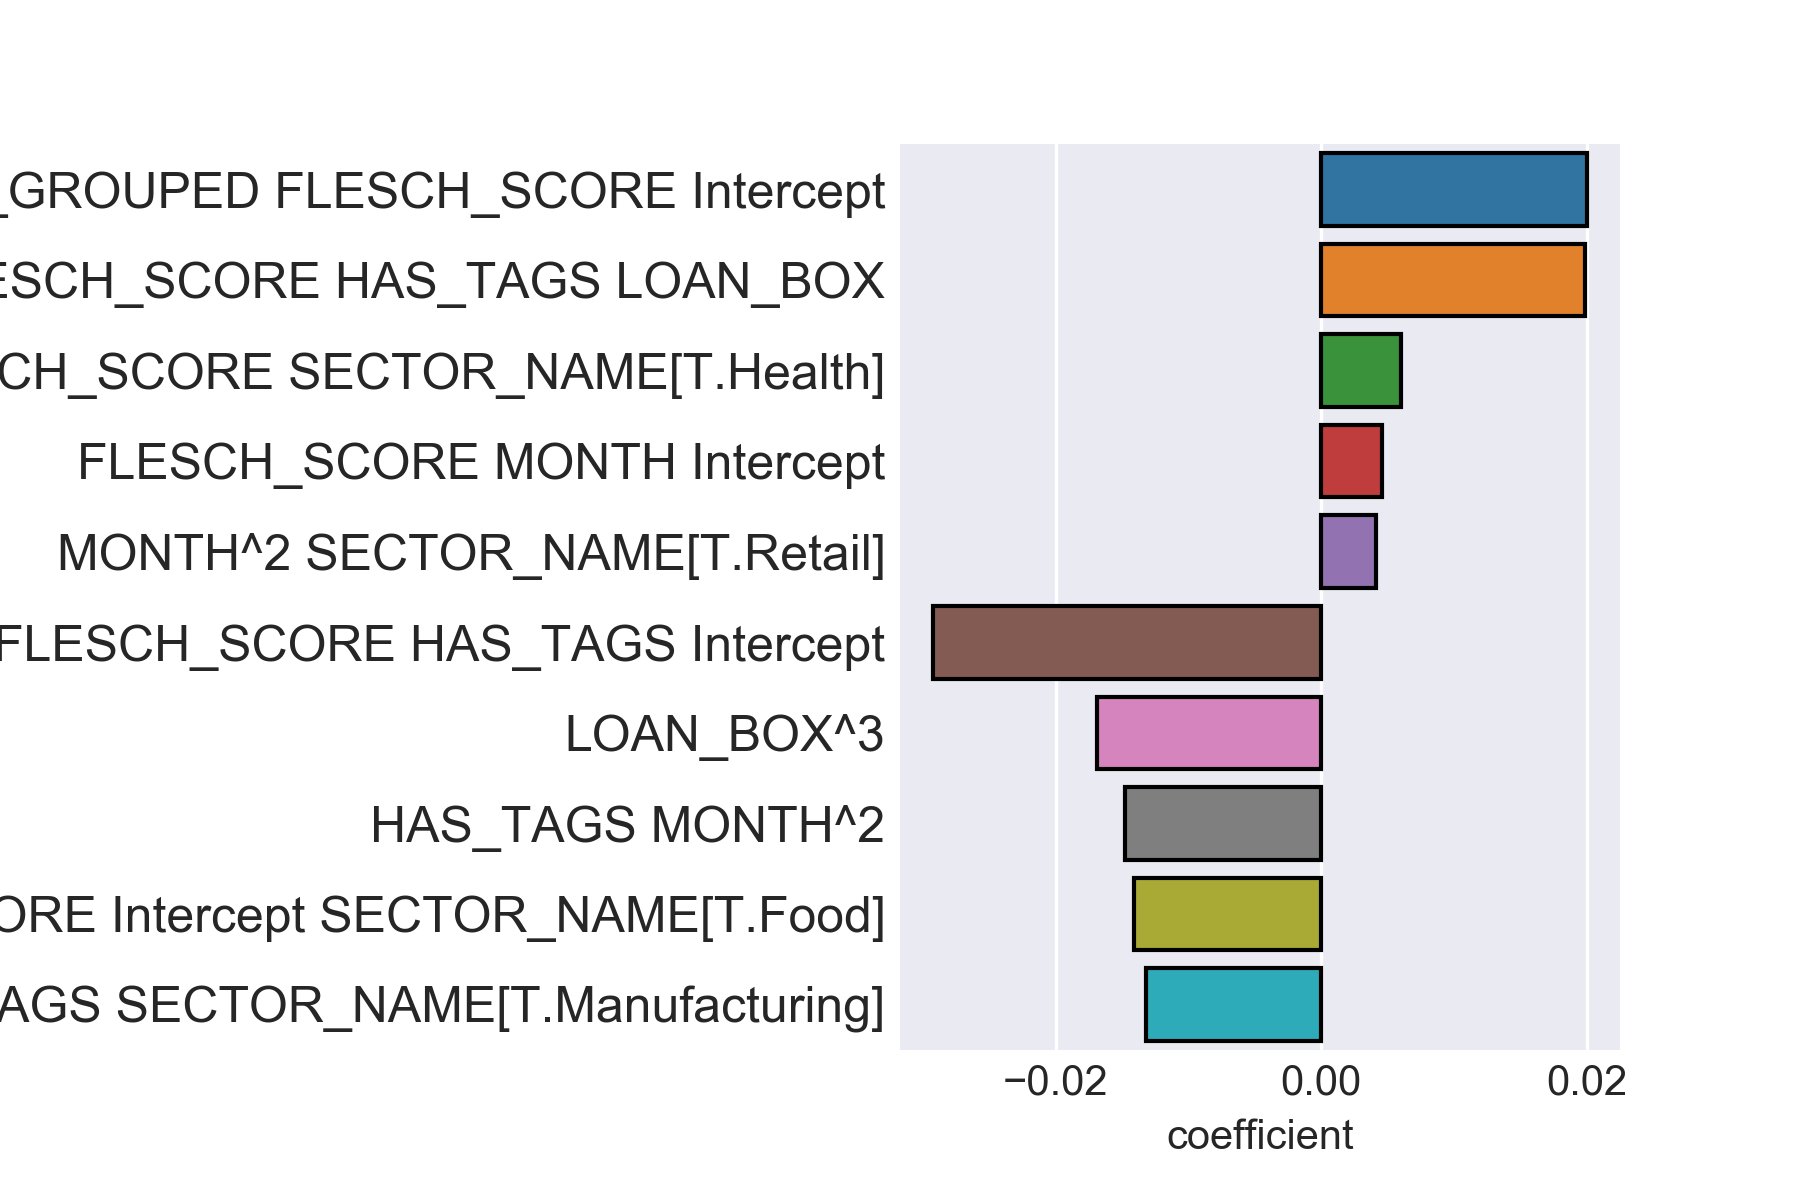 _GROUPED FLESCH_SCORE Intercept
ESCH_SCORE HAS_TAGS LOAN_BOX
CH_SCORE SECTOR_NAME[T.Health]
FLESCH_SCORE MONTH Intercept
MONTH^2 SECTOR_NAME[T.Retail]
FLESCH_SCORE HAS_TAGS Intercept
LOAN_BOX^3
HAS_TAGS MONTH^2
ORE Intercept SECTOR_NAME[T.Food]
AGS SECTOR_NAME[T.Manufacturing]
−0.02 0.00 0.02
coefficient